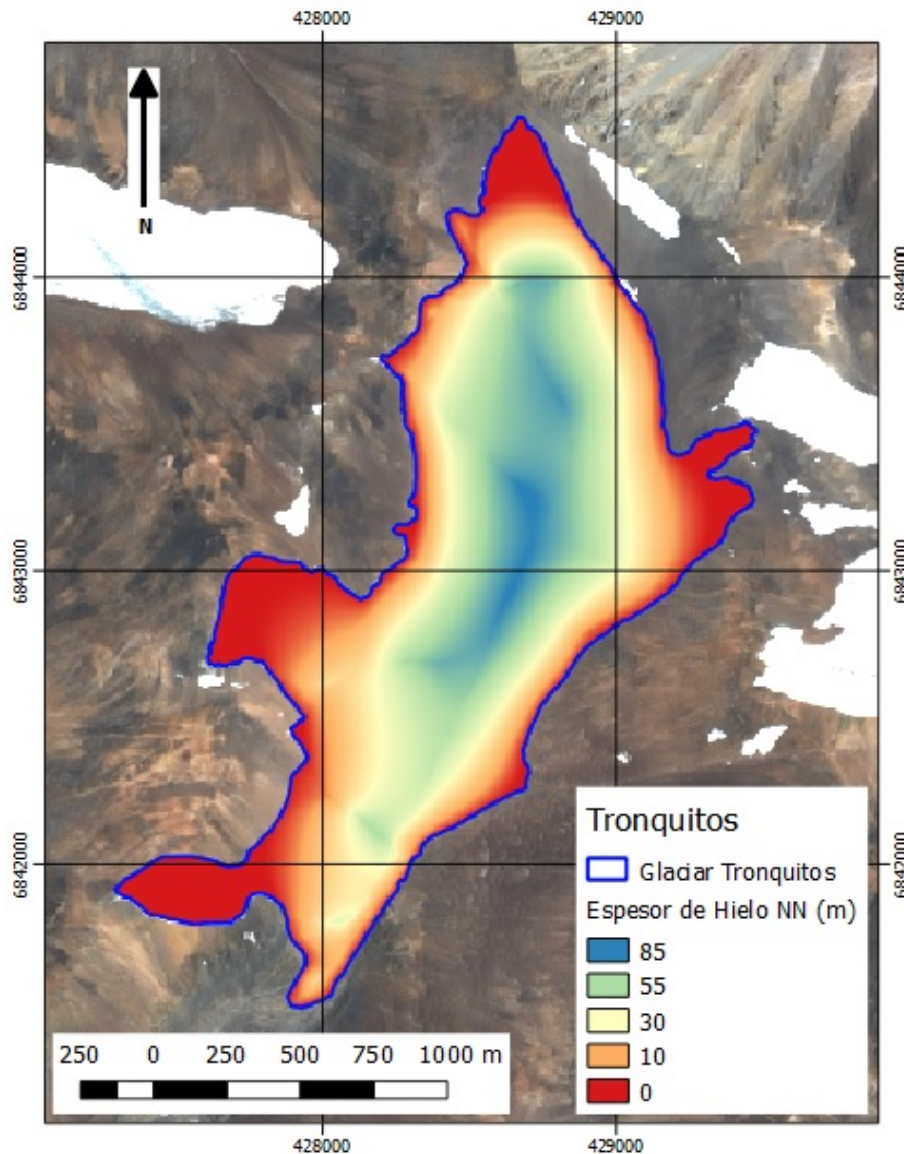 428000 429000
N
6844000 6844000
6843000 6843000
6842000 6842000
Tronquitos
Glaciar Tronquitos
Espesor de Hielo NN (m)
85
55
30
10
0
250 0 250 500 750 1000 m
428000 429000